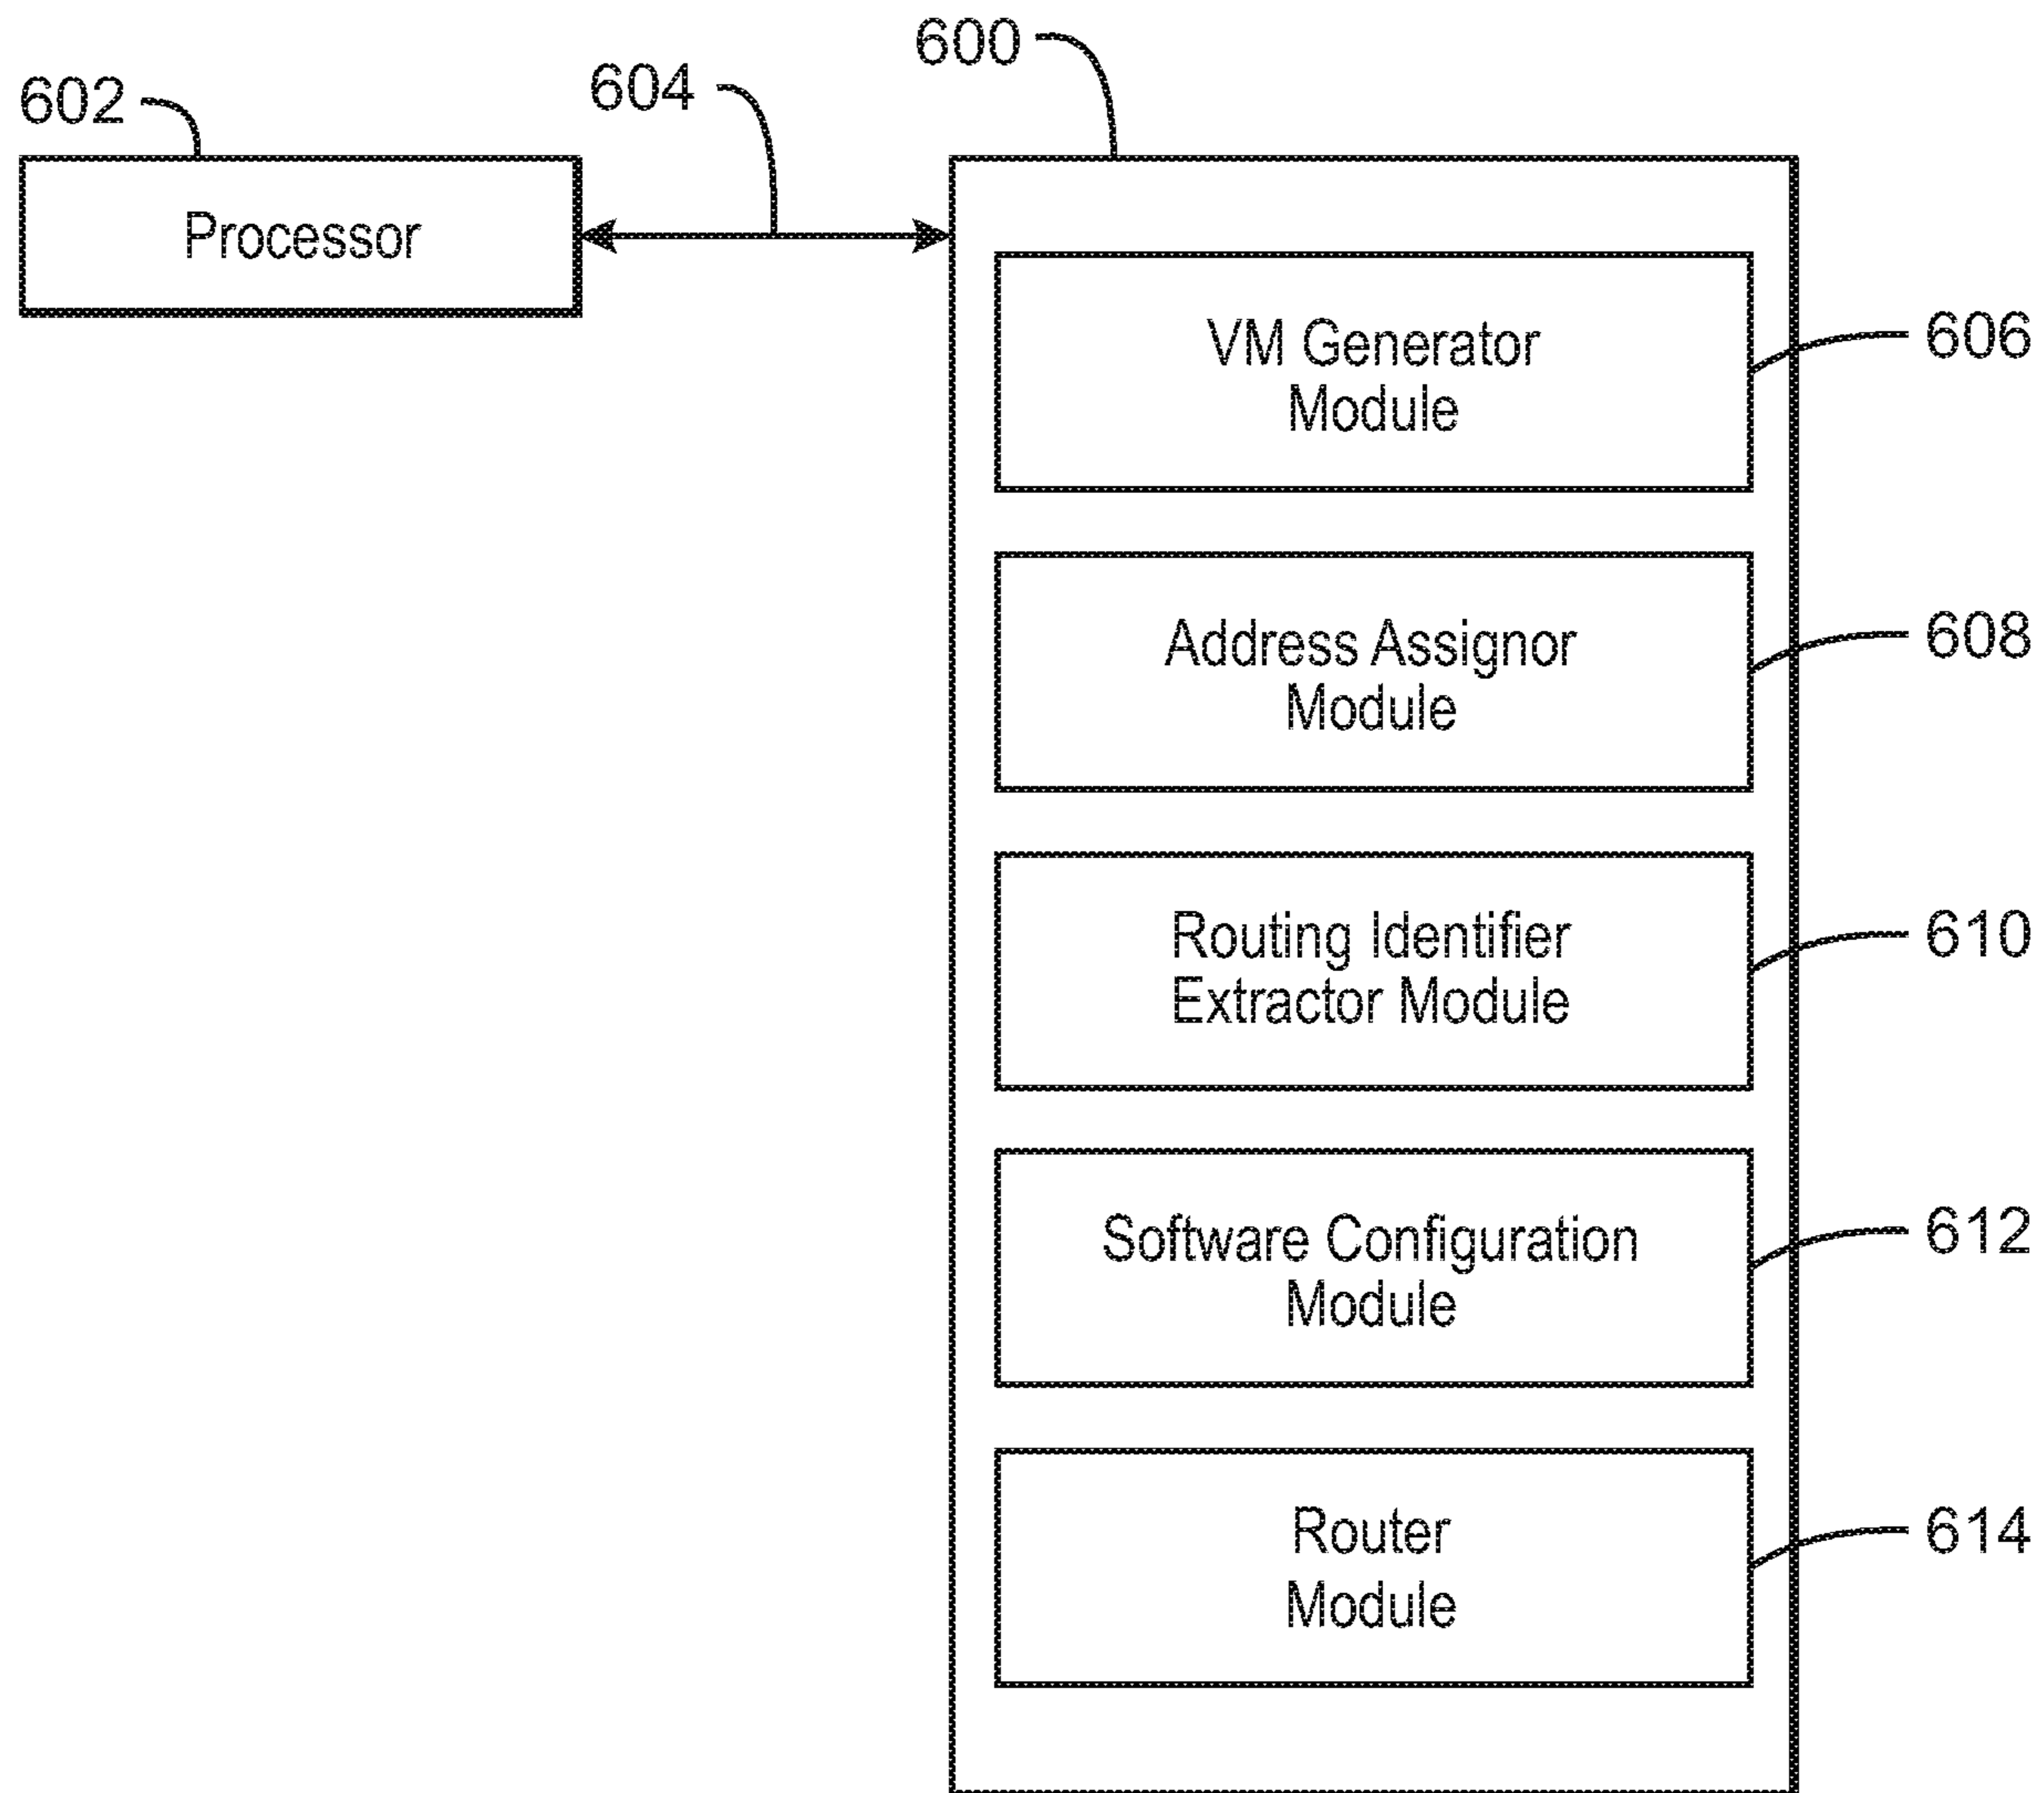 600
604
602
Processor
VM Generator
Module
606
Address Assignor
Module
608
Routing Identifier
Extractor Module
610
Software Configuration
Module
612
Router
Module
614